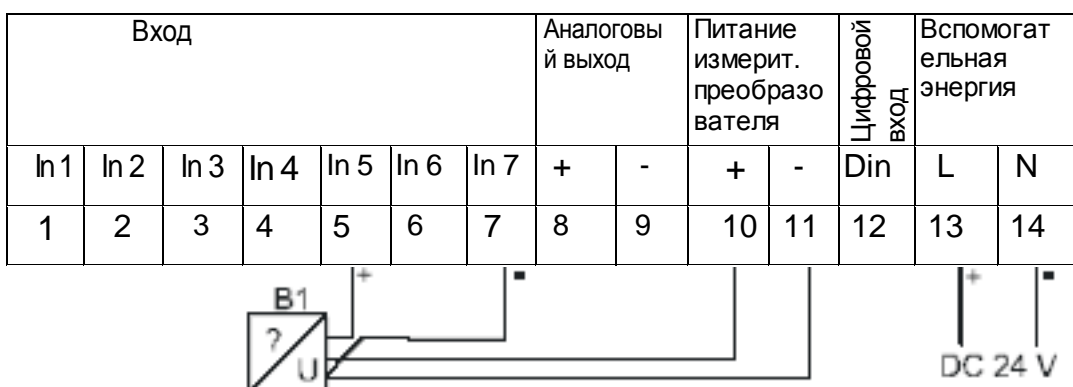 Вход
Аналоговы
й выход
Питание
измерит.
преобразо
вателя
Цифровой
вход
Вспомогат
ельная
энергия
In 1 In 2 In 3 In 4 In 5 In 6 In 7 + - + - Din L N
1 2 3 4 5 6 7 8 9 10 11 12 13 14
+ - + -
B1
?
U
DC 24 V